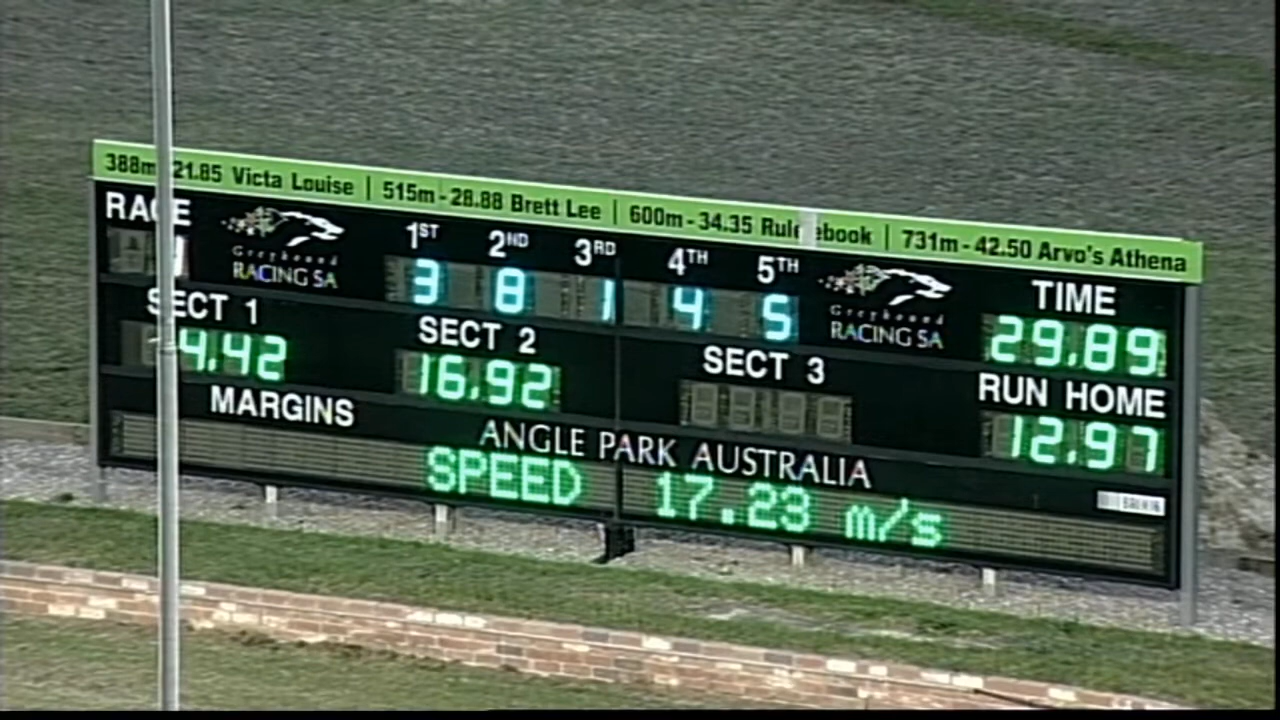 388m 21.85 Victa Louise | 515m - 28.88 Brett Lee | 600m - 34.35 Rulebook | 731m - 42.50 Arvo's Athena
RACE
Greyhound
RACING SA
1ST 2ND 3RD 4TH 5TH
3 8 1 4 5
Greyhound
RACING SA
TIME
29.89
SECT 1
4.42
SECT 2
16.92
SECT 3
RUN HOME
12.97
MARGINS
ANGLE PARK AUSTRALIA
SPEED 17.23 m/s